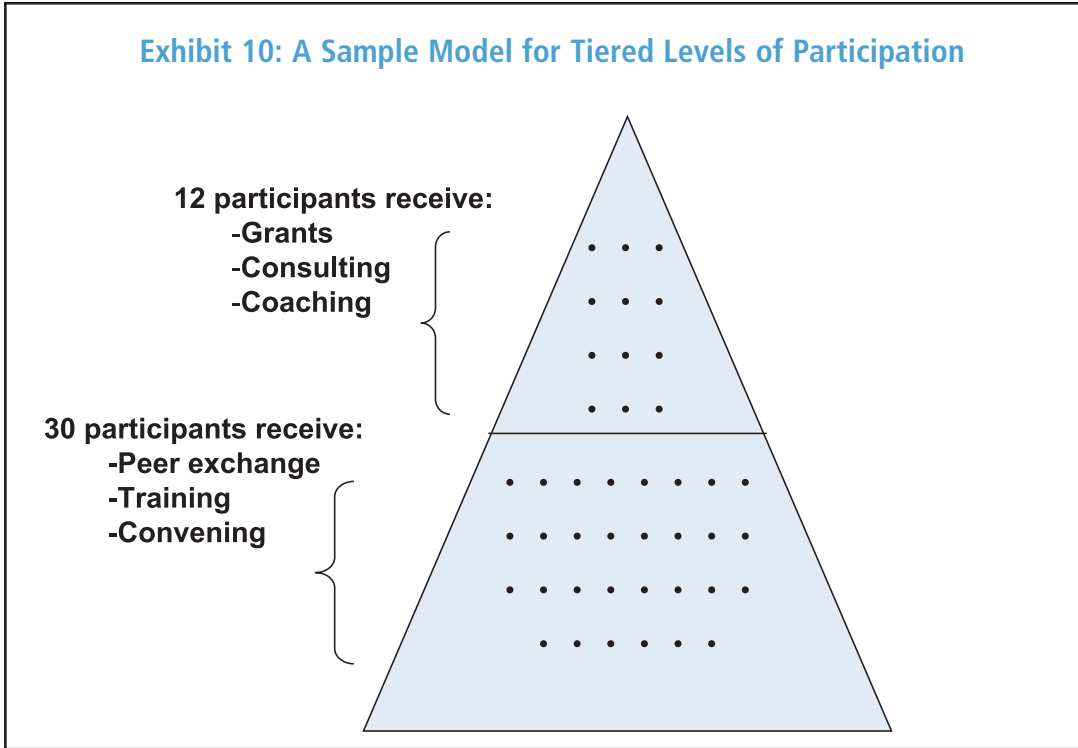 Exhibit 10: A Sample Model for Tiered Levels of Participation
12 participants receive:
-Grants
-Consulting
-Coaching
30 participants receive:
-Peer exchange
-Training
-Convening